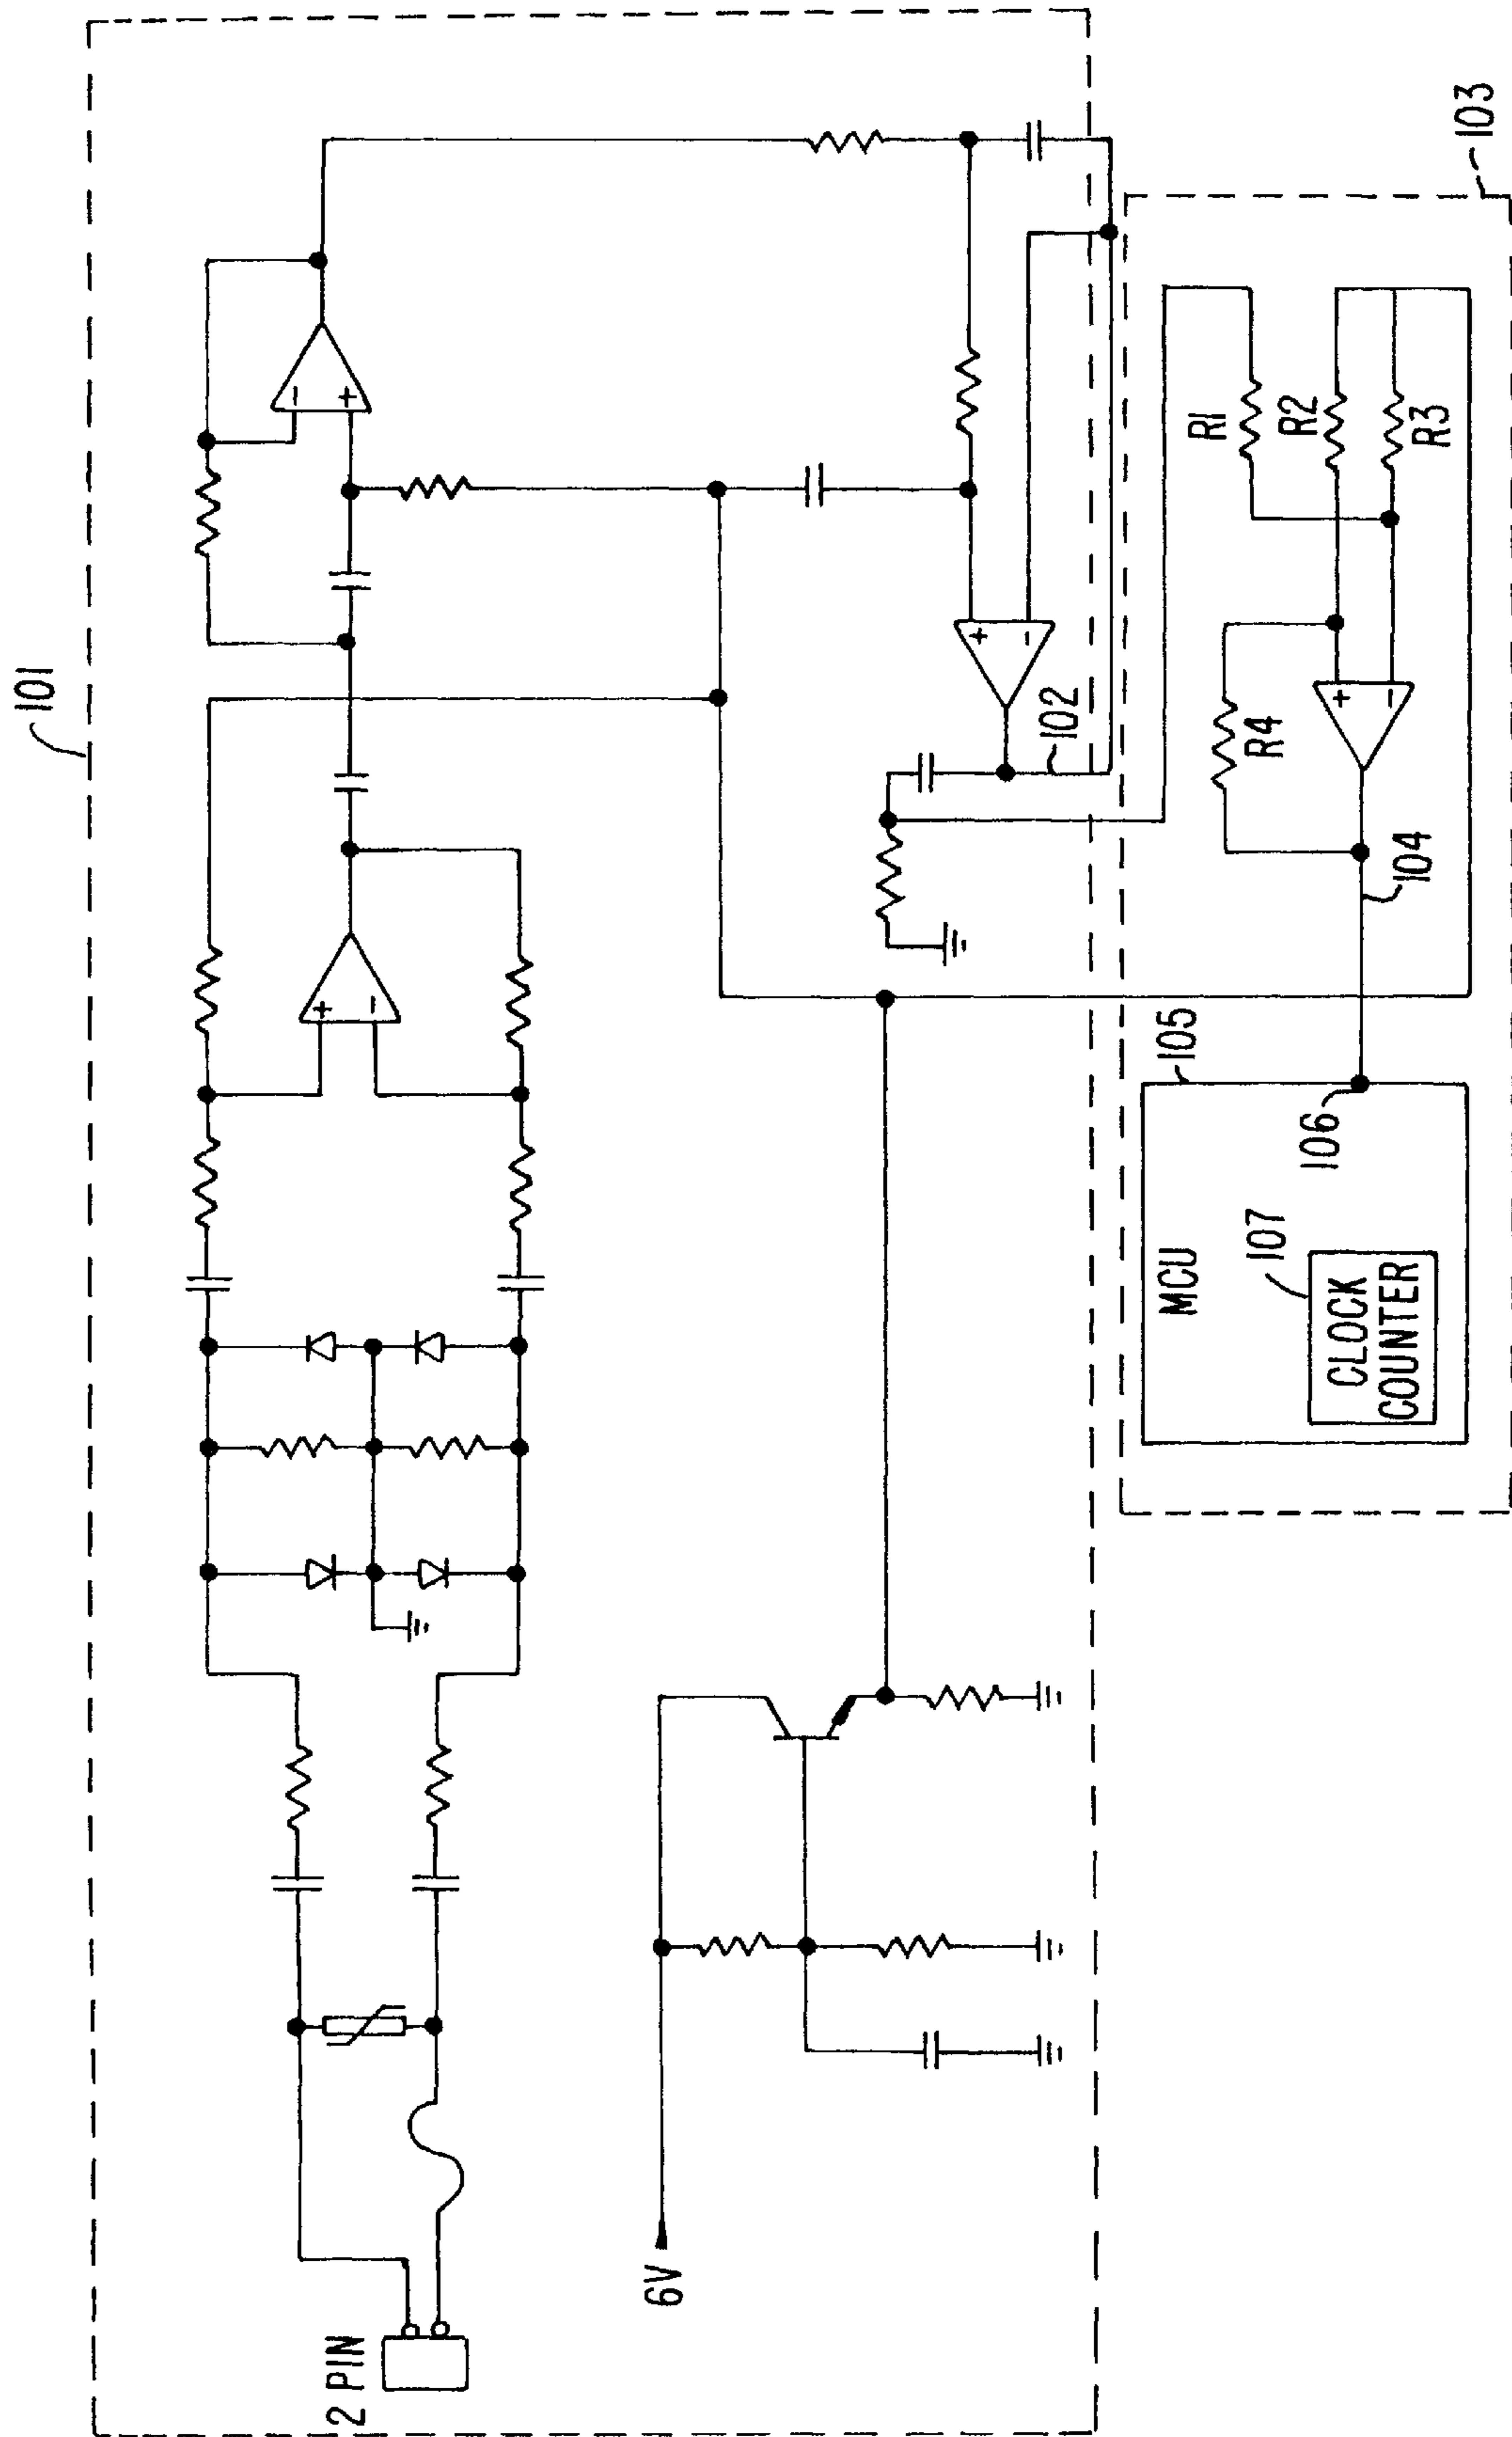 101
2 PIN
6V
102
103
R1
R2
R3
R4
104
105
106
MCU
107
CLOCK
COUNTER
+
−
−
+
+
−
+
−